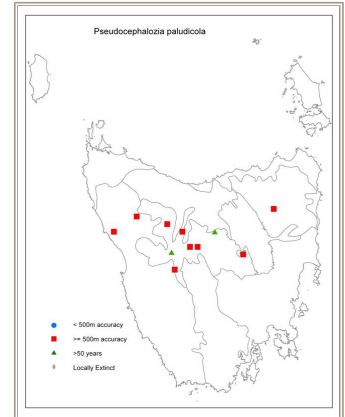 Pseudocephalozia paludicola
< 500m accuracy
>= 500m accuracy
>50 years
Locally Extinct